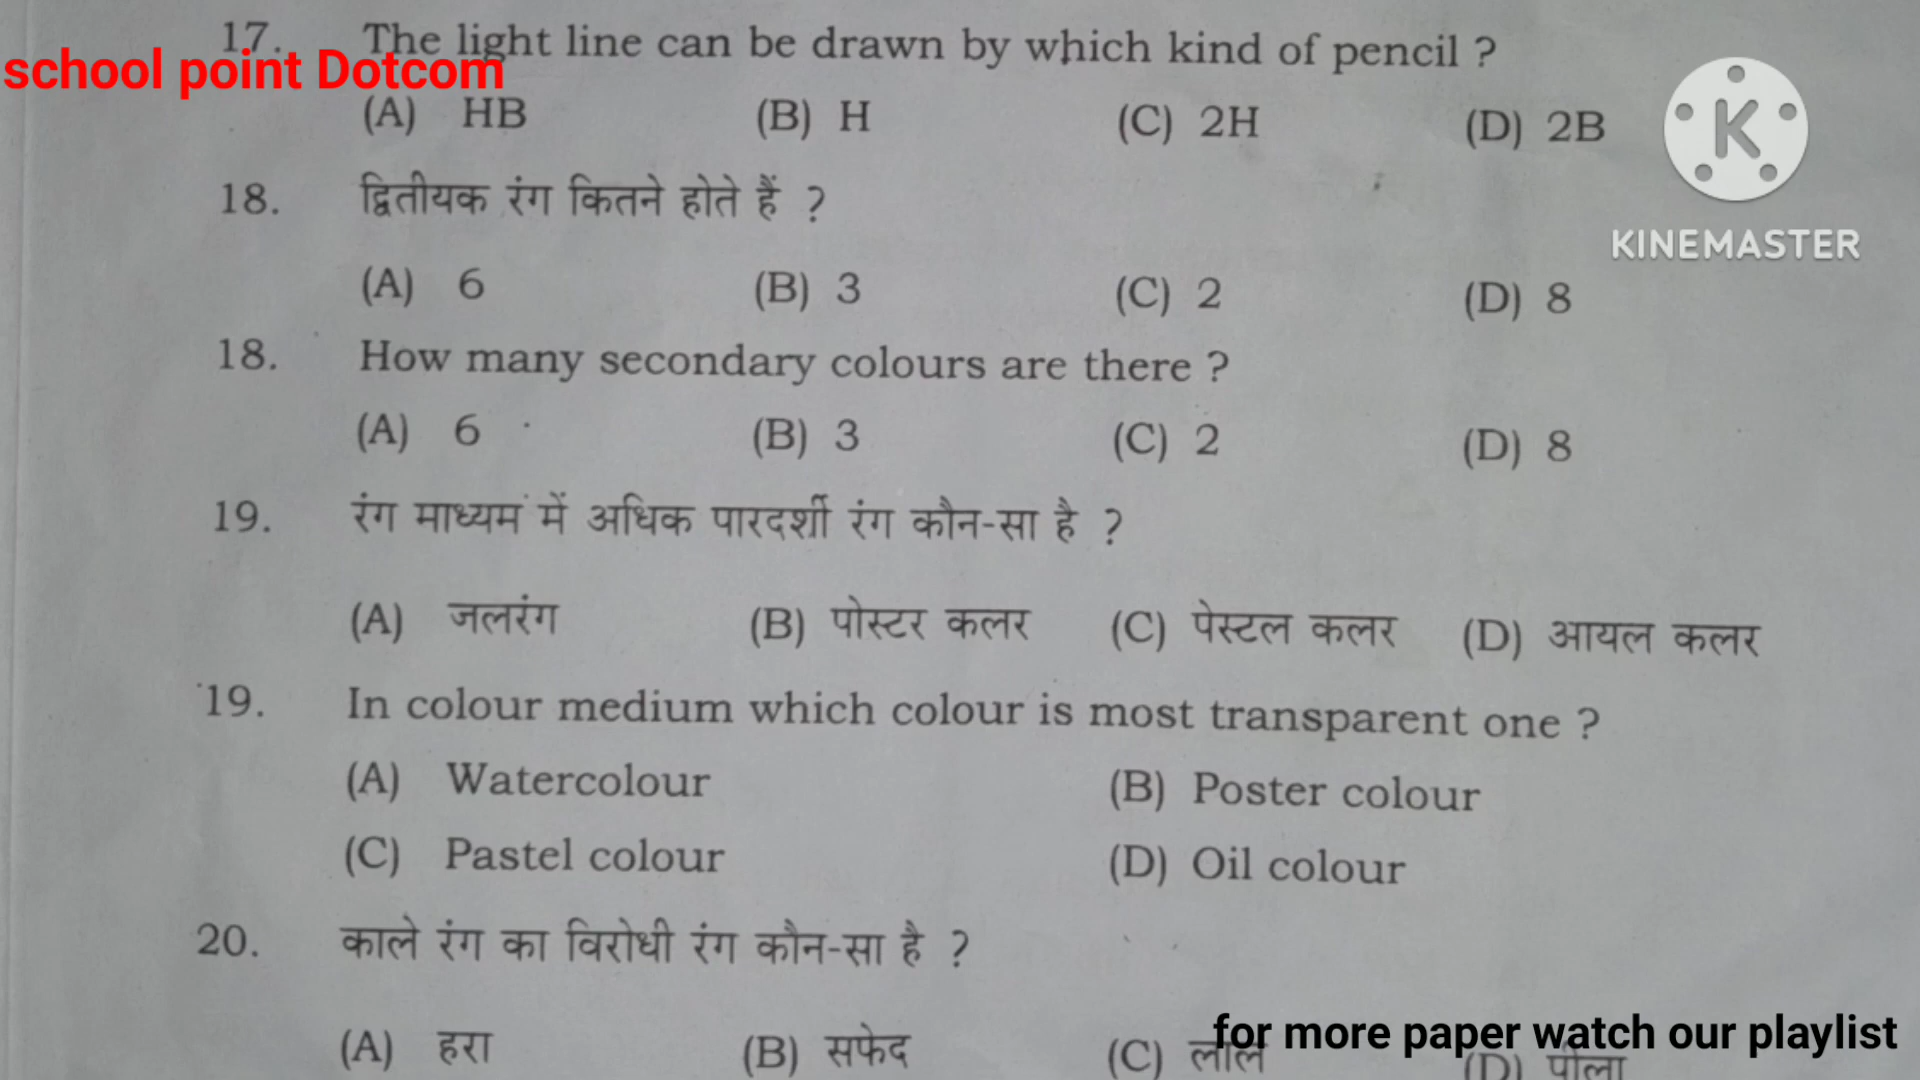 17. The light line can be drawn by which kind of pencil ?
school point Dotcom
(A) HB (B) H (C) 2H (D) 2B
K
KINEMASTER
18. द्वितीयक रंग कितने होते हैं ?
(A) 6 (B) 3 (C) 2 (D) 8
18. How many secondary colours are there ?
(A) 6 (B) 3 (C) 2 (D) 8
19. रंग माध्यम में अधिक पारदर्शी रंग कौन-सा है ?
(A) जलरंग (B) पोस्टर कलर (C) पेस्टल कलर (D) आयल कलर
19. In colour medium which colour is most transparent one ?
(A) Watercolour (B) Poster colour
(C) Pastel colour (D) Oil colour
20. काले रंग का विरोधी रंग कौन-सा है ?
for more paper watch our playlist
(A) हरा (B) सफेद (C) लाल (D) पीला